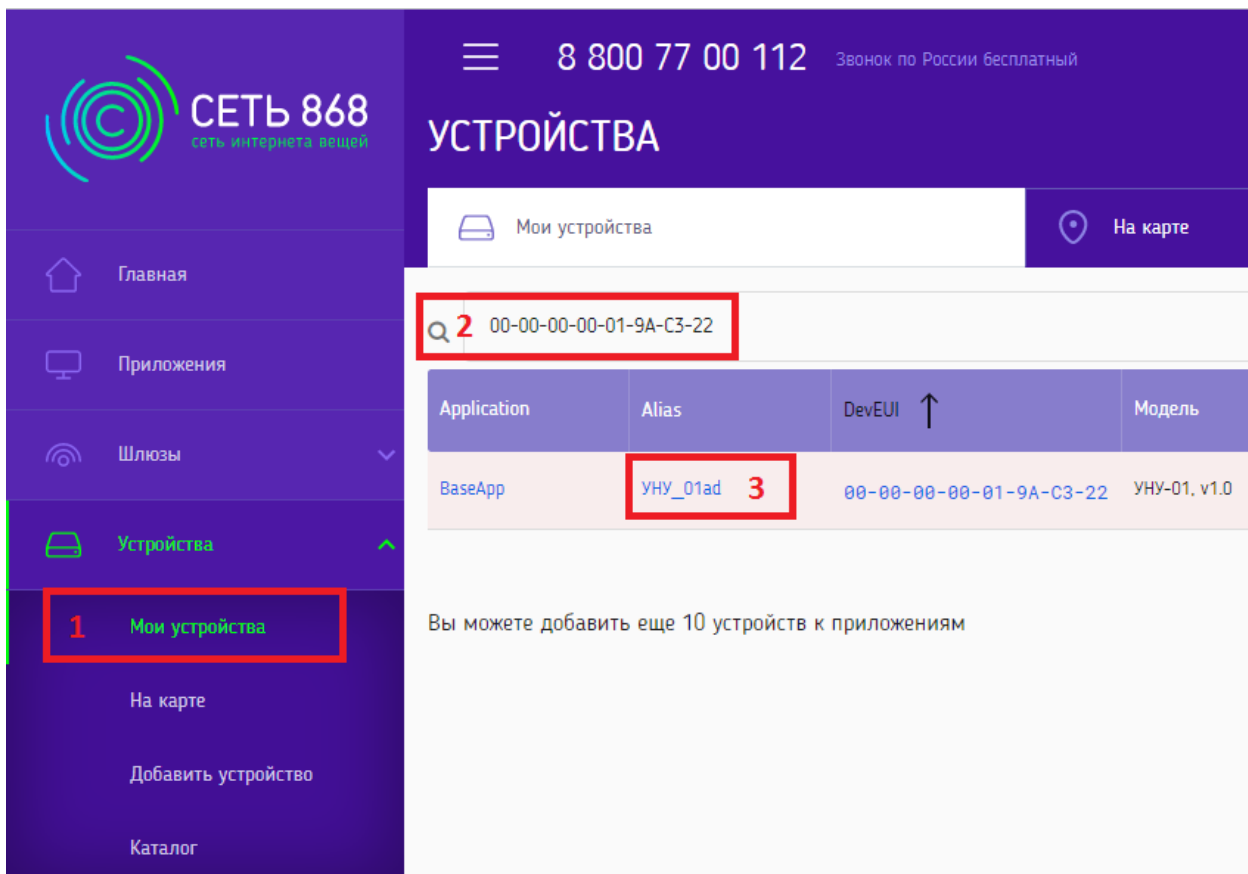 СЕТЬ 868
сеть интернета вещей
Главная
Приложения
Шлюзы
Устройства
1 Мои устройства
На карте
Добавить устройство
Каталог
8 800 77 00 112 Звонок по России бесплатный
УСТРОЙСТВА
Мои устройства На карте
2 00-00-00-00-01-9A-C3-22
Application Alias DevEUI ↑ Модель
BaseApp УНУ_01ad 3 00-00-00-00-01-9A-C3-22 УНУ-01, v1.0
Вы можете добавить еще 10 устройств к приложениям